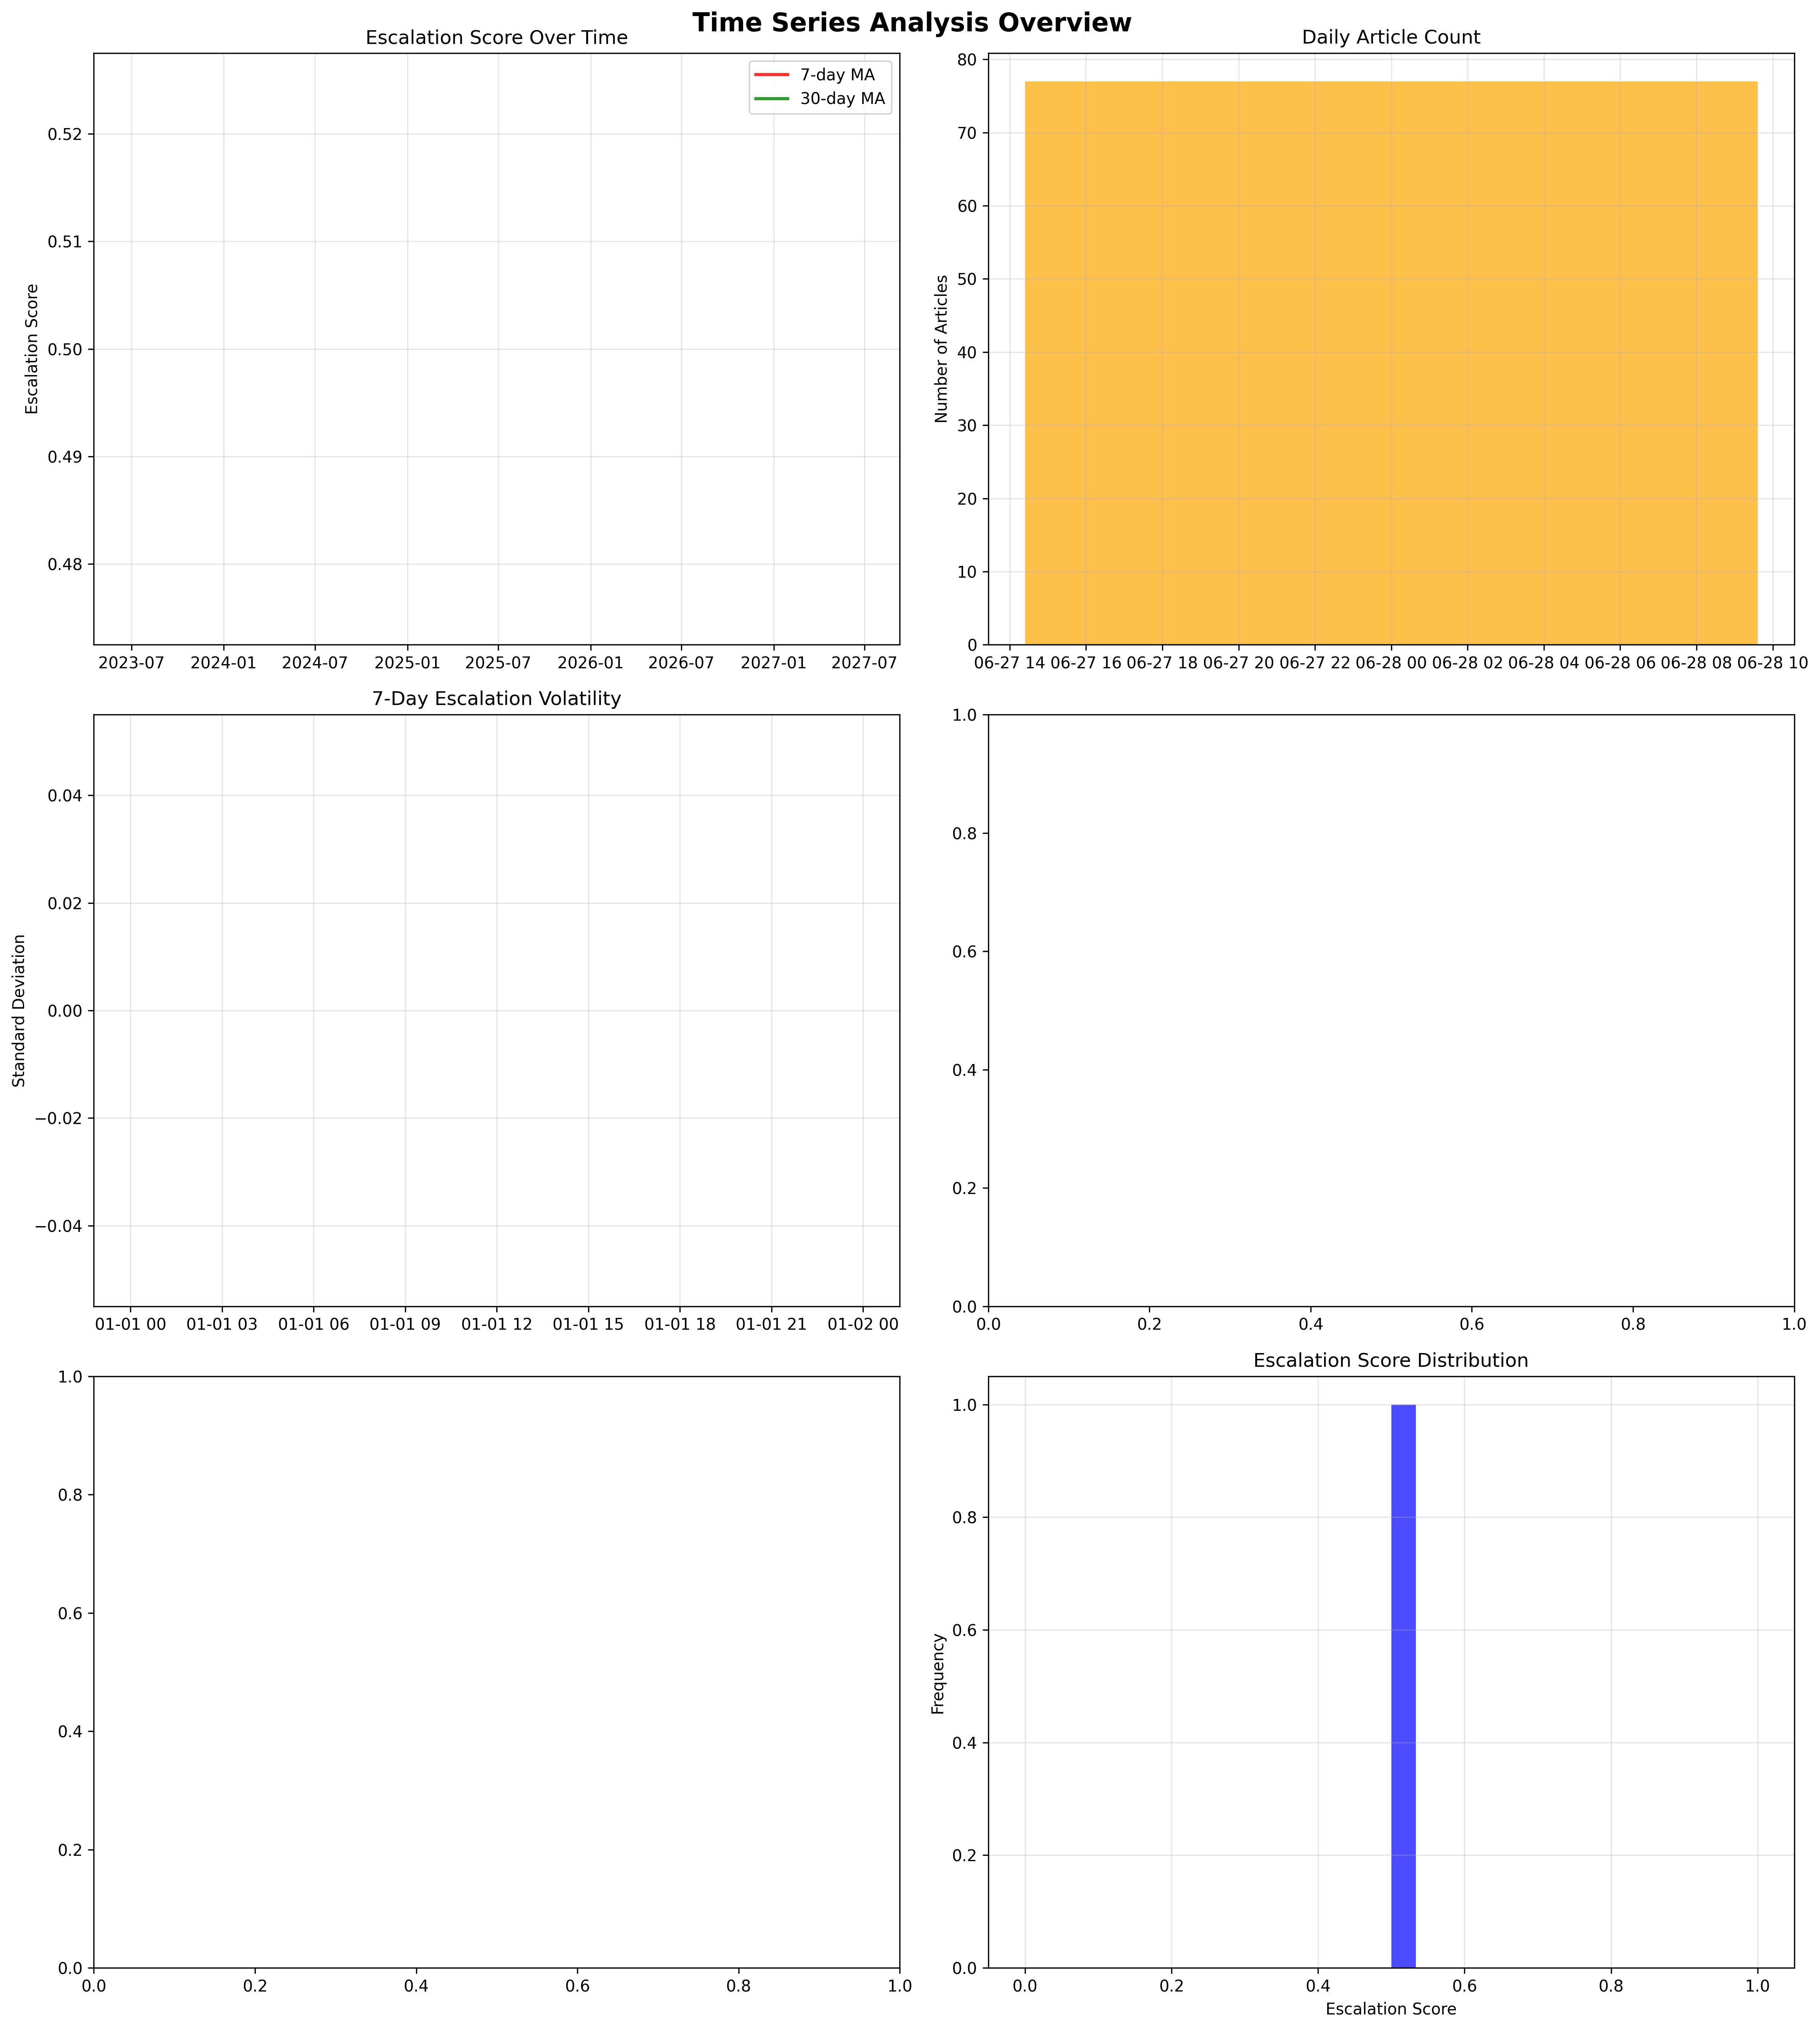 Time Series Analysis Overview
Escalation Score Over Time
7-day MA
30-day MA
Escalation Score
0.52
0.51
0.50
0.49
0.48
2023-07 2024-01 2024-07 2025-01 2025-07 2026-01 2026-07 2027-01 2027-07
Daily Article Count
Number of Articles
80
70
60
50
40
30
20
10
0
06-27 14 06-27 16 06-27 18 06-27 20 06-27 22 06-28 00 06-28 02 06-28 04 06-28 06 06-28 08 06-28 10
7-Day Escalation Volatility
Standard Deviation
0.04
0.02
0.00
−0.02
−0.04
01-01 00 01-01 03 01-01 06 01-01 09 01-01 12 01-01 15 01-01 18 01-01 21 01-02 00
1.0
0.8
0.6
0.4
0.2
0.0
0.0 0.2 0.4 0.6 0.8 1.0
1.0
0.8
0.6
0.4
0.2
0.0
0.0 0.2 0.4 0.6 0.8 1.0
Escalation Score Distribution
Frequency
1.0
0.8
0.6
0.4
0.2
0.0
0.0 0.2 0.4 0.6 0.8 1.0
Escalation Score